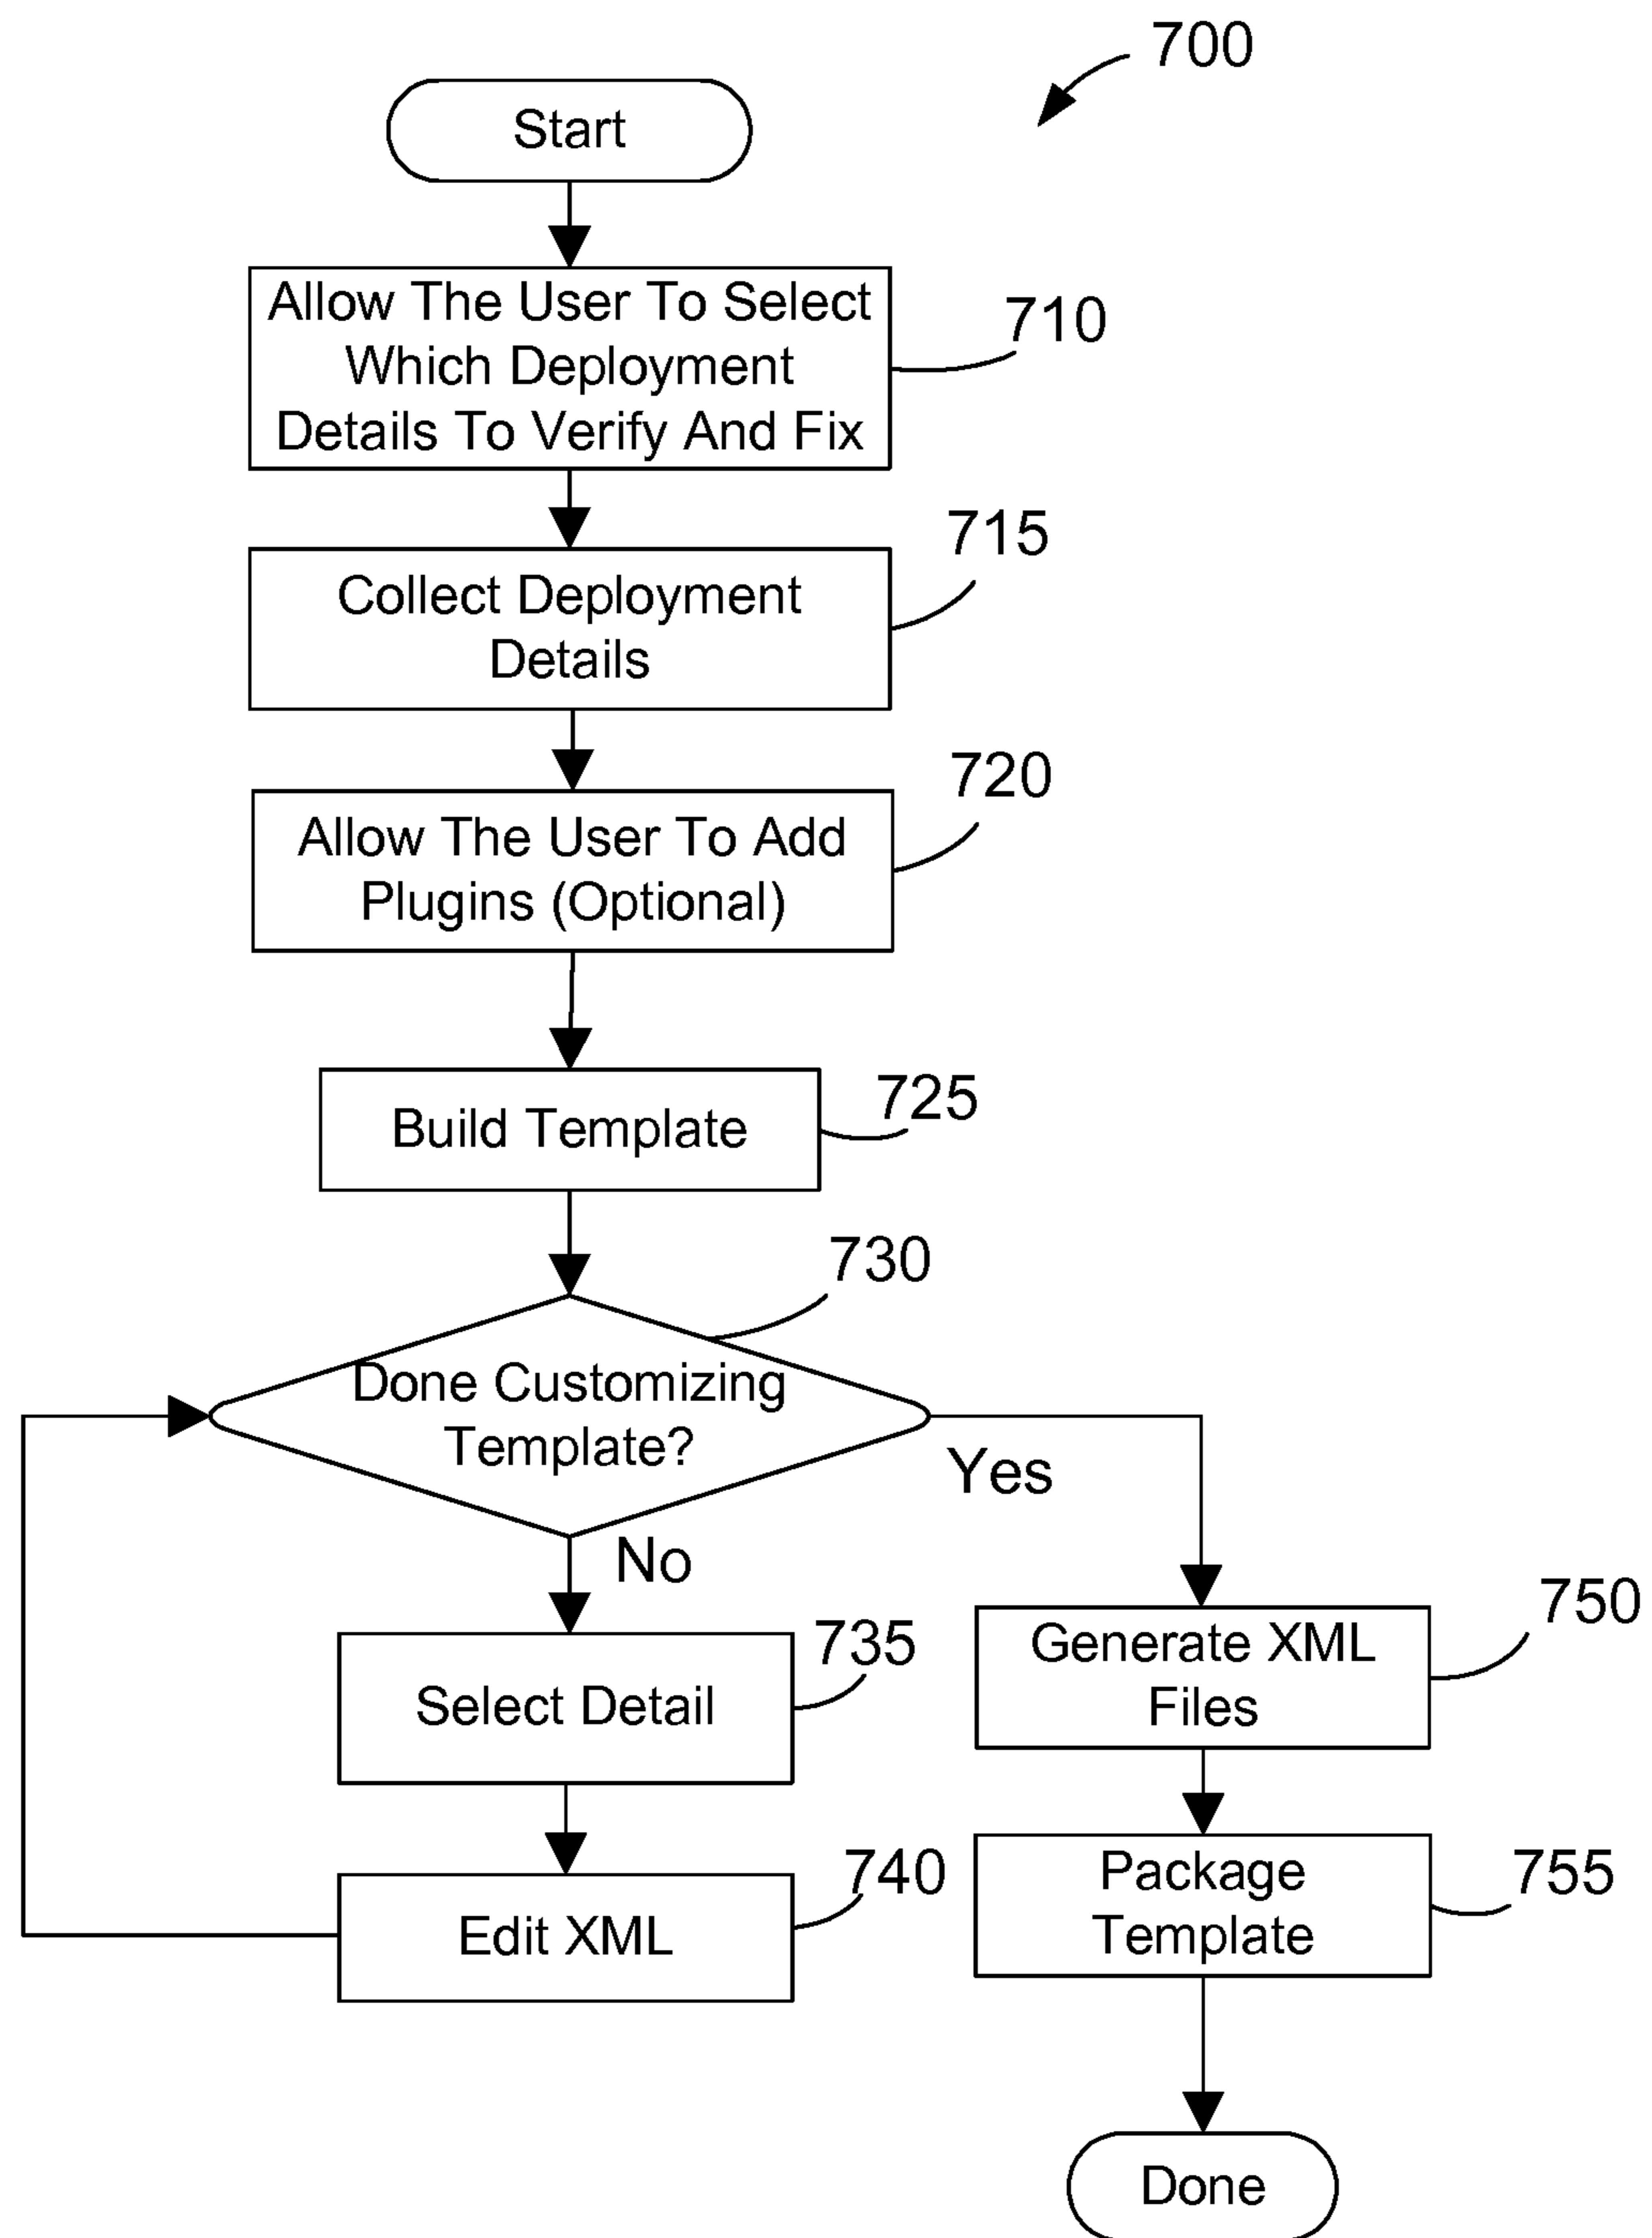 700
Start
Allow The User To Select
Which Deployment
Details To Verify And Fix
710
Collect Deployment
Details
715
Allow The User To Add
Plugins (Optional)
720
Build Template
725
730
Done Customizing
Template?
Yes
No
Select Detail
735
Edit XML
740
Generate XML
Files
750
Package
Template
755
Done